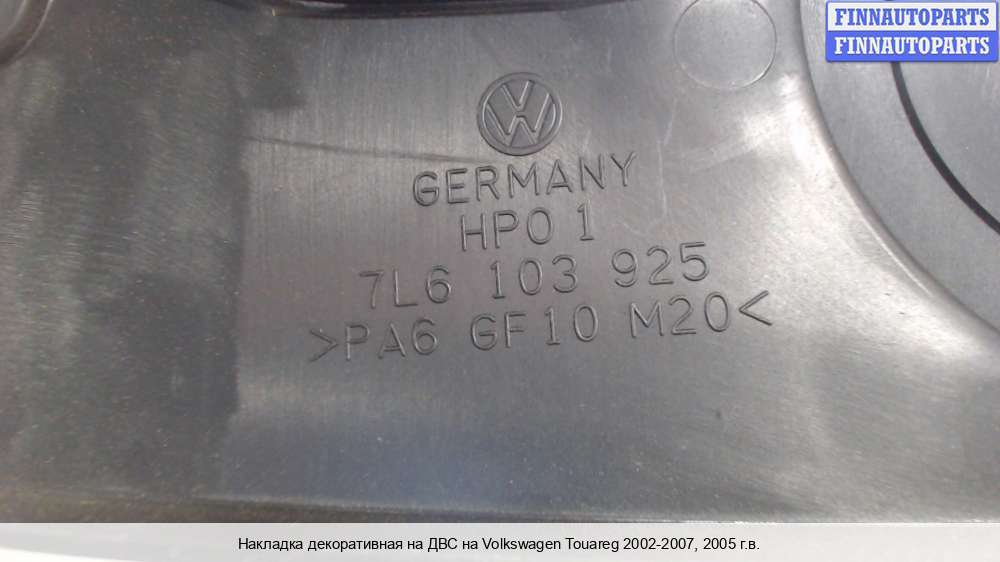 FINNAUTOPARTS
FINNAUTOPARTS
GERMANY
HPO 1
7L6 103 925
>PA6 GF10 M20<
Накладка декоративная на ДВС на Volkswagen Touareg 2002-2007, 2005 г.в.